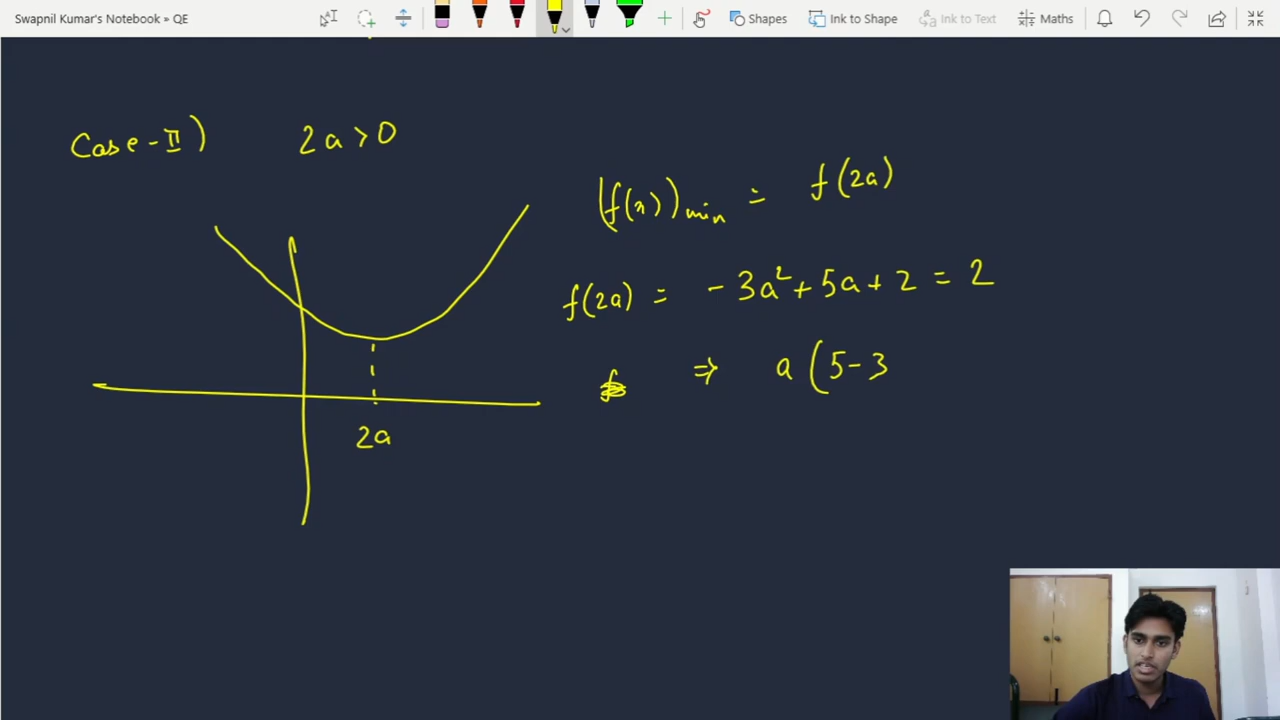 Swapnil Kumar's Notebook » QE
Shapes
Ink to Shape
Ink to Text
Maths
Case-II) 2a>0
(f(x))min = f(2a)
f(2a) = -3a²+5a+2 = 2
⇒ a(5-3
2a